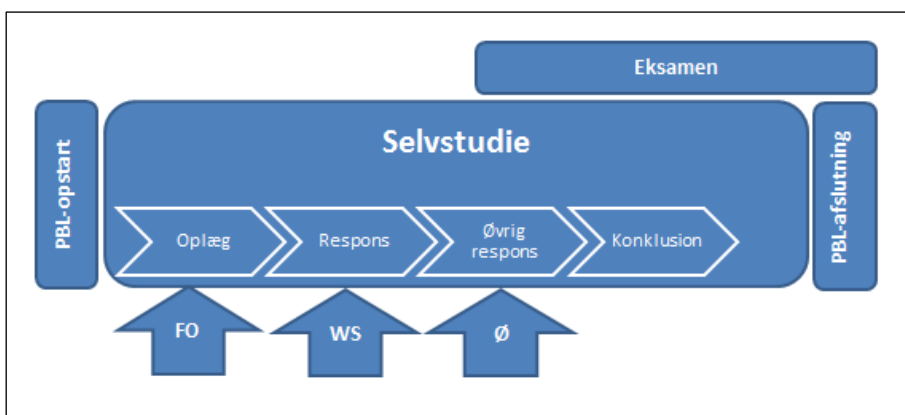 Eksamen
PBL-opstart
Selvstudie
PBL-afslutning
Oplæg
Respons
Øvrig
respons
Konklusion
FO
WS
Ø